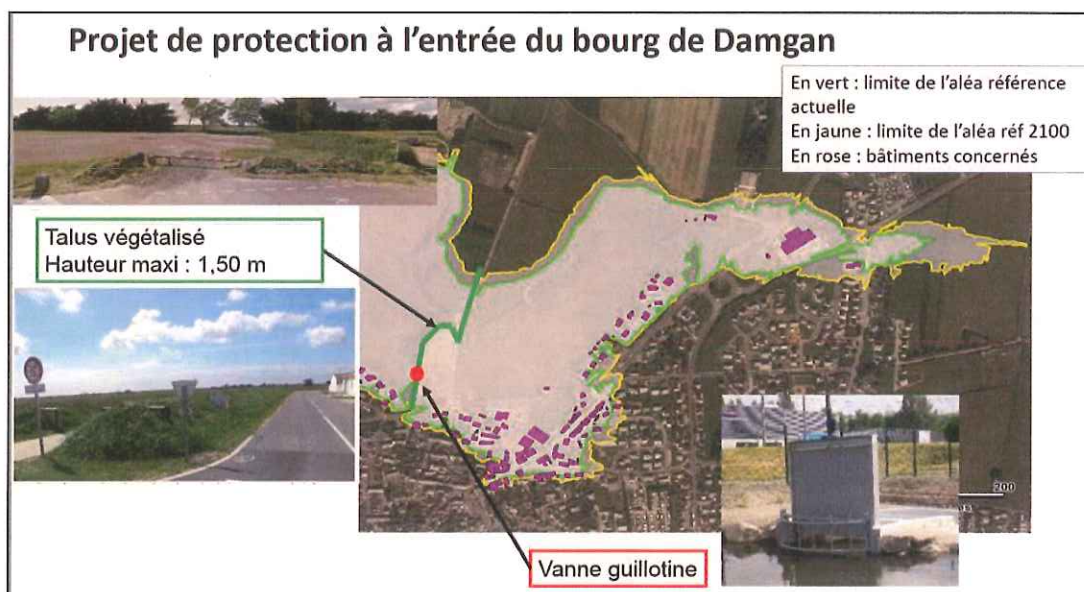 Projet de protection à l'entrée du bourg de Damgan
En vert : limite de l'aléa référence
actuelle
En jaune : limite de l'aléa réf 2100
En rose : bâtiments concernés
Talus végétalisé
Hauteur maxi : 1,50 m
200
Vanne guillotine